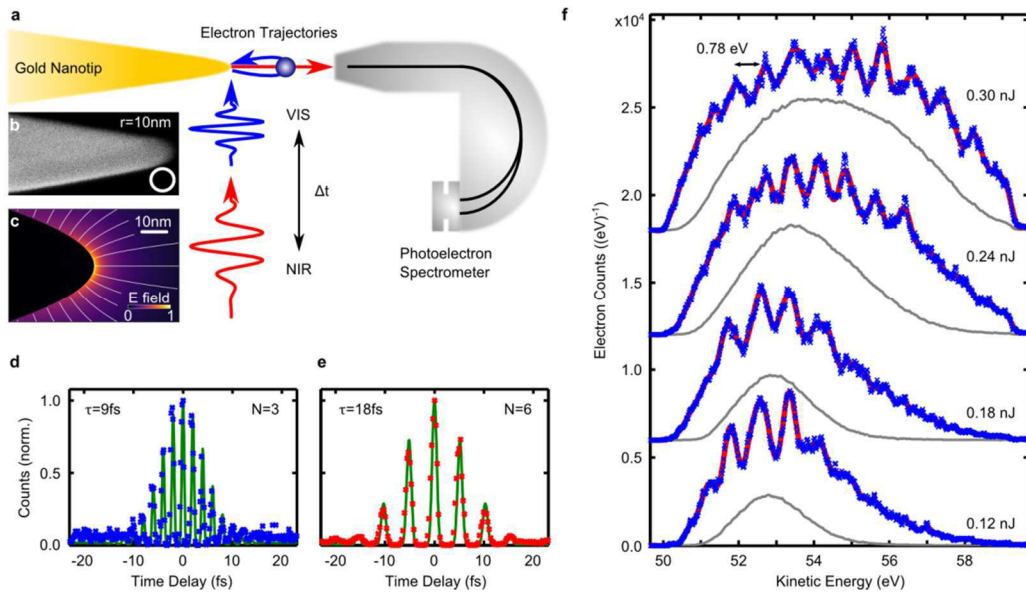 a
Electron Trajectories
Gold Nanotip
b
r=10nm
VIS
Δt
c
10nm
E field
0 1
NIR
Photoelectron
Spectrometer
d
τ=9fs N=3
Counts (norm.)
1.0
0.5
0.0
-20 -10 0 10 20
Time Delay (fs)
e
τ=18fs N=6
-20 -10 0 10 20
Time Delay (fs)
f
x10⁴
0.78 eV
0.30 nJ
2.5
0.24 nJ
2.0
1.5
0.18 nJ
1.0
0.12 nJ
0.5
0.0
Electron Counts ((eV)⁻¹)
50 52 54 56 58
Kinetic Energy (eV)